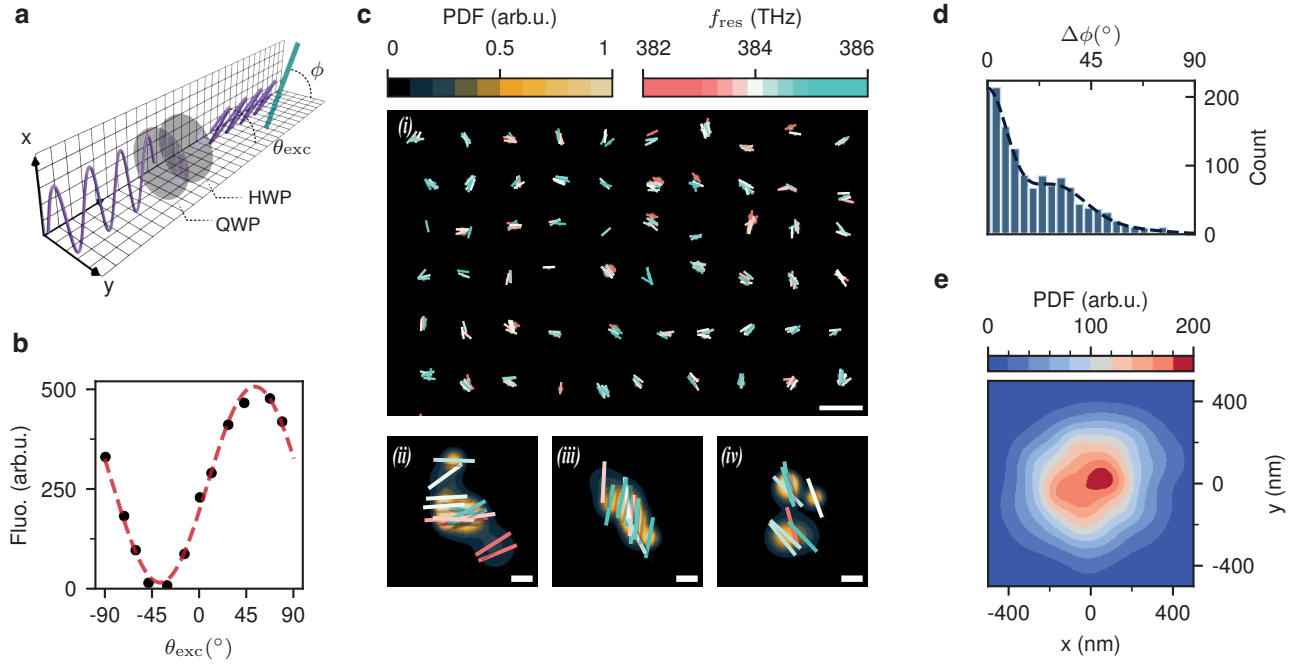 a
x
y
ϕ
θexc
HWP
QWP
b
Fluo. (arb.u.)
500
250
0
-90 -45 0 45 90
θexc(°)
c
PDF (arb.u.)
0 0.5 1
fres (THz)
382 384 386
(i)
(ii)
(iii)
(iv)
d
Δϕ(°)
0 45 90
200
100
0
Count
e
PDF (arb.u.)
0 100 200
400
0
-400
y (nm)
-400 0 400
x (nm)